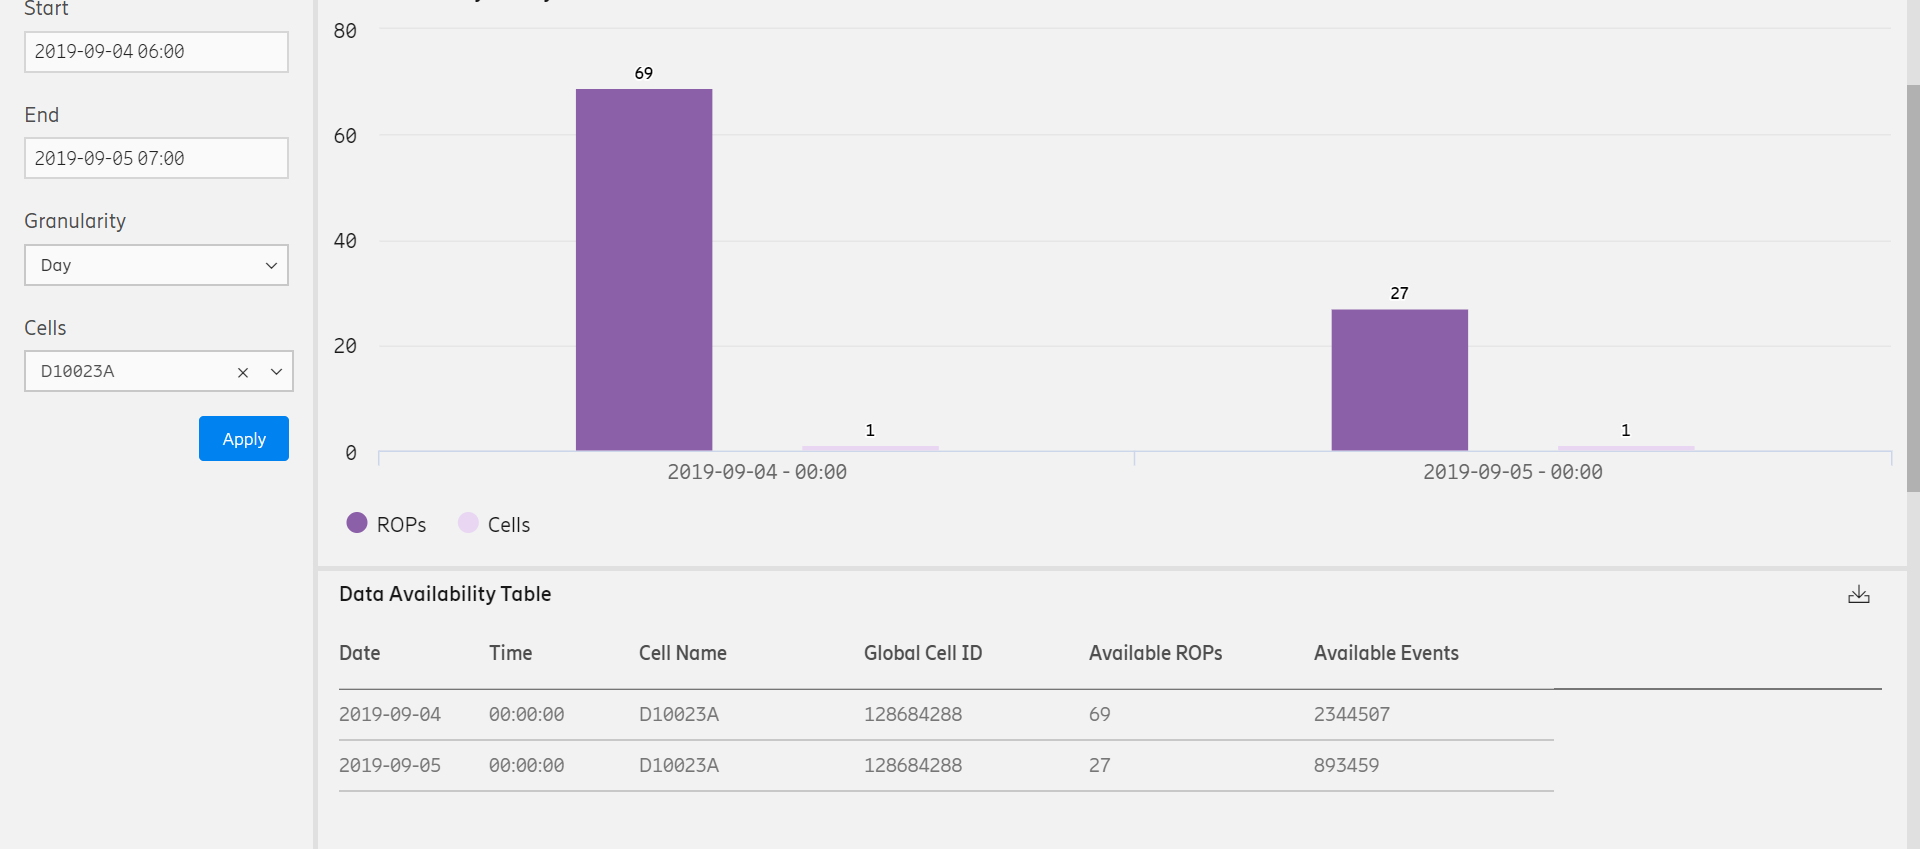 Start
2019-09-04 06:00
End
2019-09-05 07:00
Granularity
Day
Cells
D10023A
Apply
80
60
40
20
0
69
1
27
1
2019-09-04 - 00:00
2019-09-05 - 00:00
ROPs
Cells
Data Availability Table
Date Time Cell Name Global Cell ID Available ROPs Available Events
2019-09-04 00:00:00 D10023A 128684288 69 2344507
2019-09-05 00:00:00 D10023A 128684288 27 893459